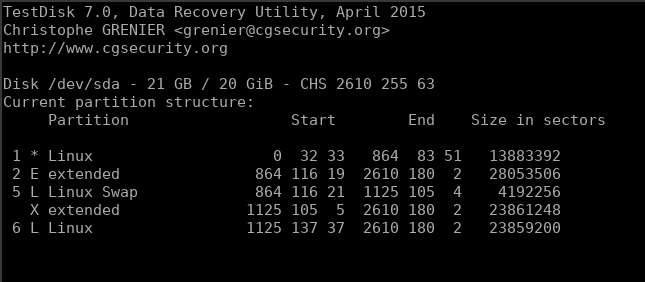 TestDisk 7.0, Data Recovery Utility, April 2015
Christophe GRENIER <grenier@cgsecurity.org>
http://www.cgsecurity.org
Disk /dev/sda - 21 GB / 20 GiB - CHS 2610 255 63
Current partition structure:
     Partition                  Start        End    Size in sectors
 1 * Linux                    0  32 33   864  83 51   13883392
 2 E extended               864 116 19  2610 180  2   28053506
 5 L Linux Swap             864 116 21  1125 105  4    4192256
   X extended              1125 105  5  2610 180  2   23861248
 6 L Linux                 1125 137 37  2610 180  2   23859200